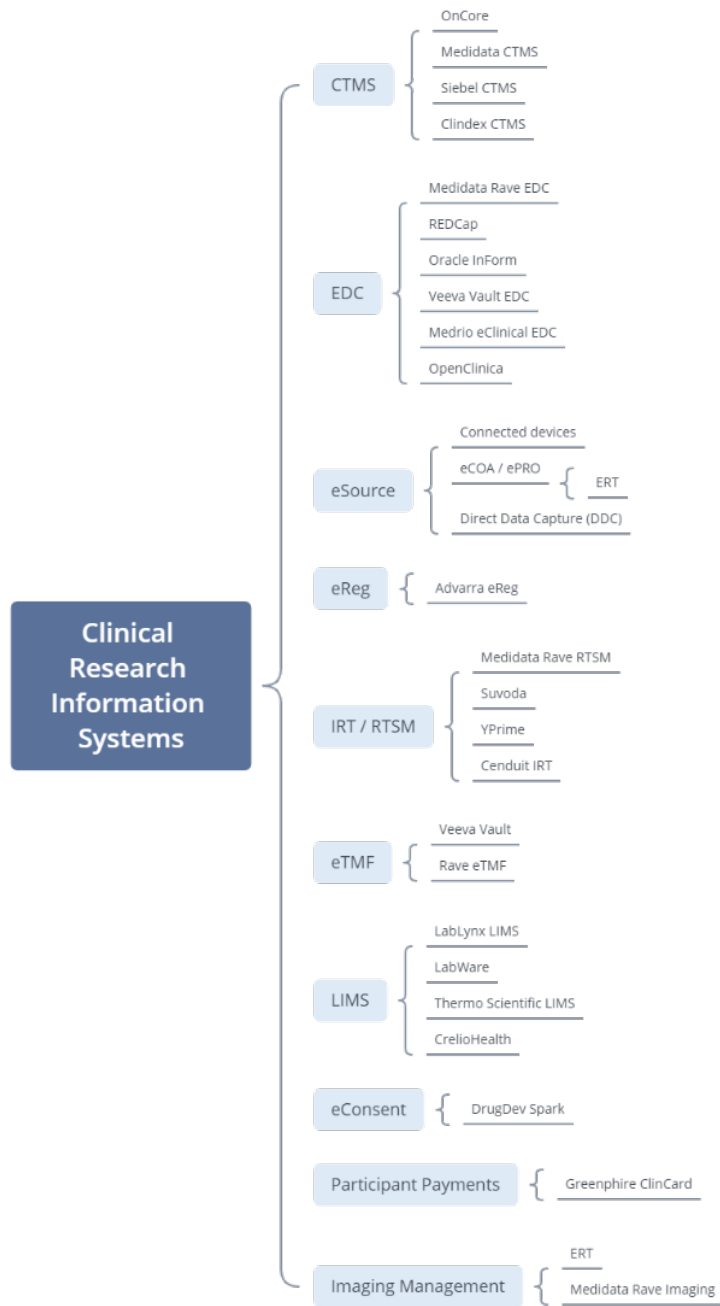 Clinical
Research
Information
Systems
CTMS
OnCore
Medidata CTMS
Siebel CTMS
Clindex CTMS
EDC
Medidata Rave EDC
REDCap
Oracle InForm
Veeva Vault EDC
Medrio eClinical EDC
OpenClinica
eSource
Connected devices
eCOA / ePRO
ERT
Direct Data Capture (DDC)
eReg
Advarra eReg
IRT / RTSM
Medidata Rave RTSM
Suvoda
YPrime
Cenduit IRT
eTMF
Veeva Vault
Rave eTMF
LIMS
LabLynx LIMS
LabWare
Thermo Scientific LIMS
CrelioHealth
eConsent
DrugDev Spark
Participant Payments
Greenphire ClinCard
Imaging Management
ERT
Medidata Rave Imaging